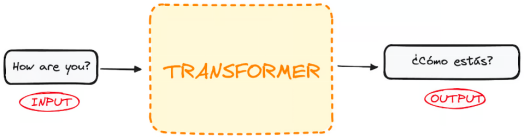 How are you?
INPUT
TRANSFORMER
¿Cómo estás?
OUTPUT